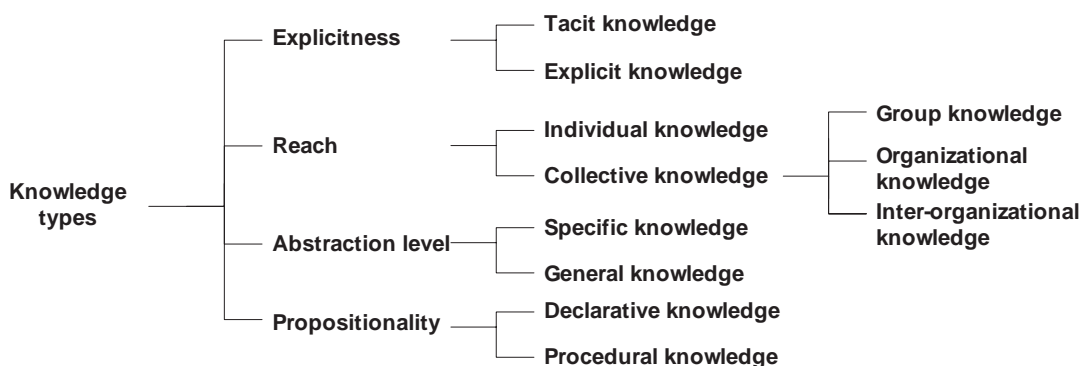 Knowledge
types
Explicitness
Tacit knowledge
Explicit knowledge
Reach
Individual knowledge
Collective knowledge
Group knowledge
Organizational
knowledge
Inter-organizational
knowledge
Abstraction level
Specific knowledge
General knowledge
Propositionality
Declarative knowledge
Procedural knowledge